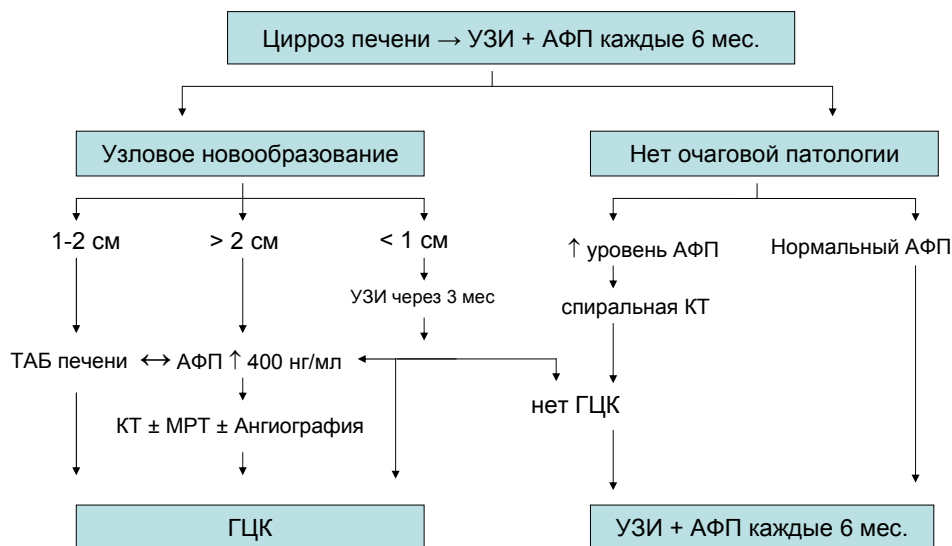 Цирроз печени → УЗИ + АФП каждые 6 мес.
Узловое новообразование
Нет очаговой патологии
1-2 см
> 2 см
< 1 см
↑ уровень АФП
Нормальный АФП
УЗИ через 3 мес
спиральная КТ
ТАБ печени ↔ АФП ↑ 400 нг/мл
нет ГЦК
КТ ± МРТ ± Ангиография
ГЦК
УЗИ + АФП каждые 6 мес.